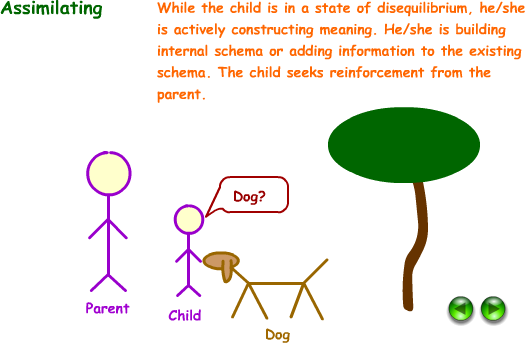 Assimilating
While the child is in a state of disequilibrium, he/she
is actively constructing meaning. He/she is building
internal schema or adding information to the existing
schema. The child seeks reinforcement from the
parent.
Dog?
Parent
Child
Dog